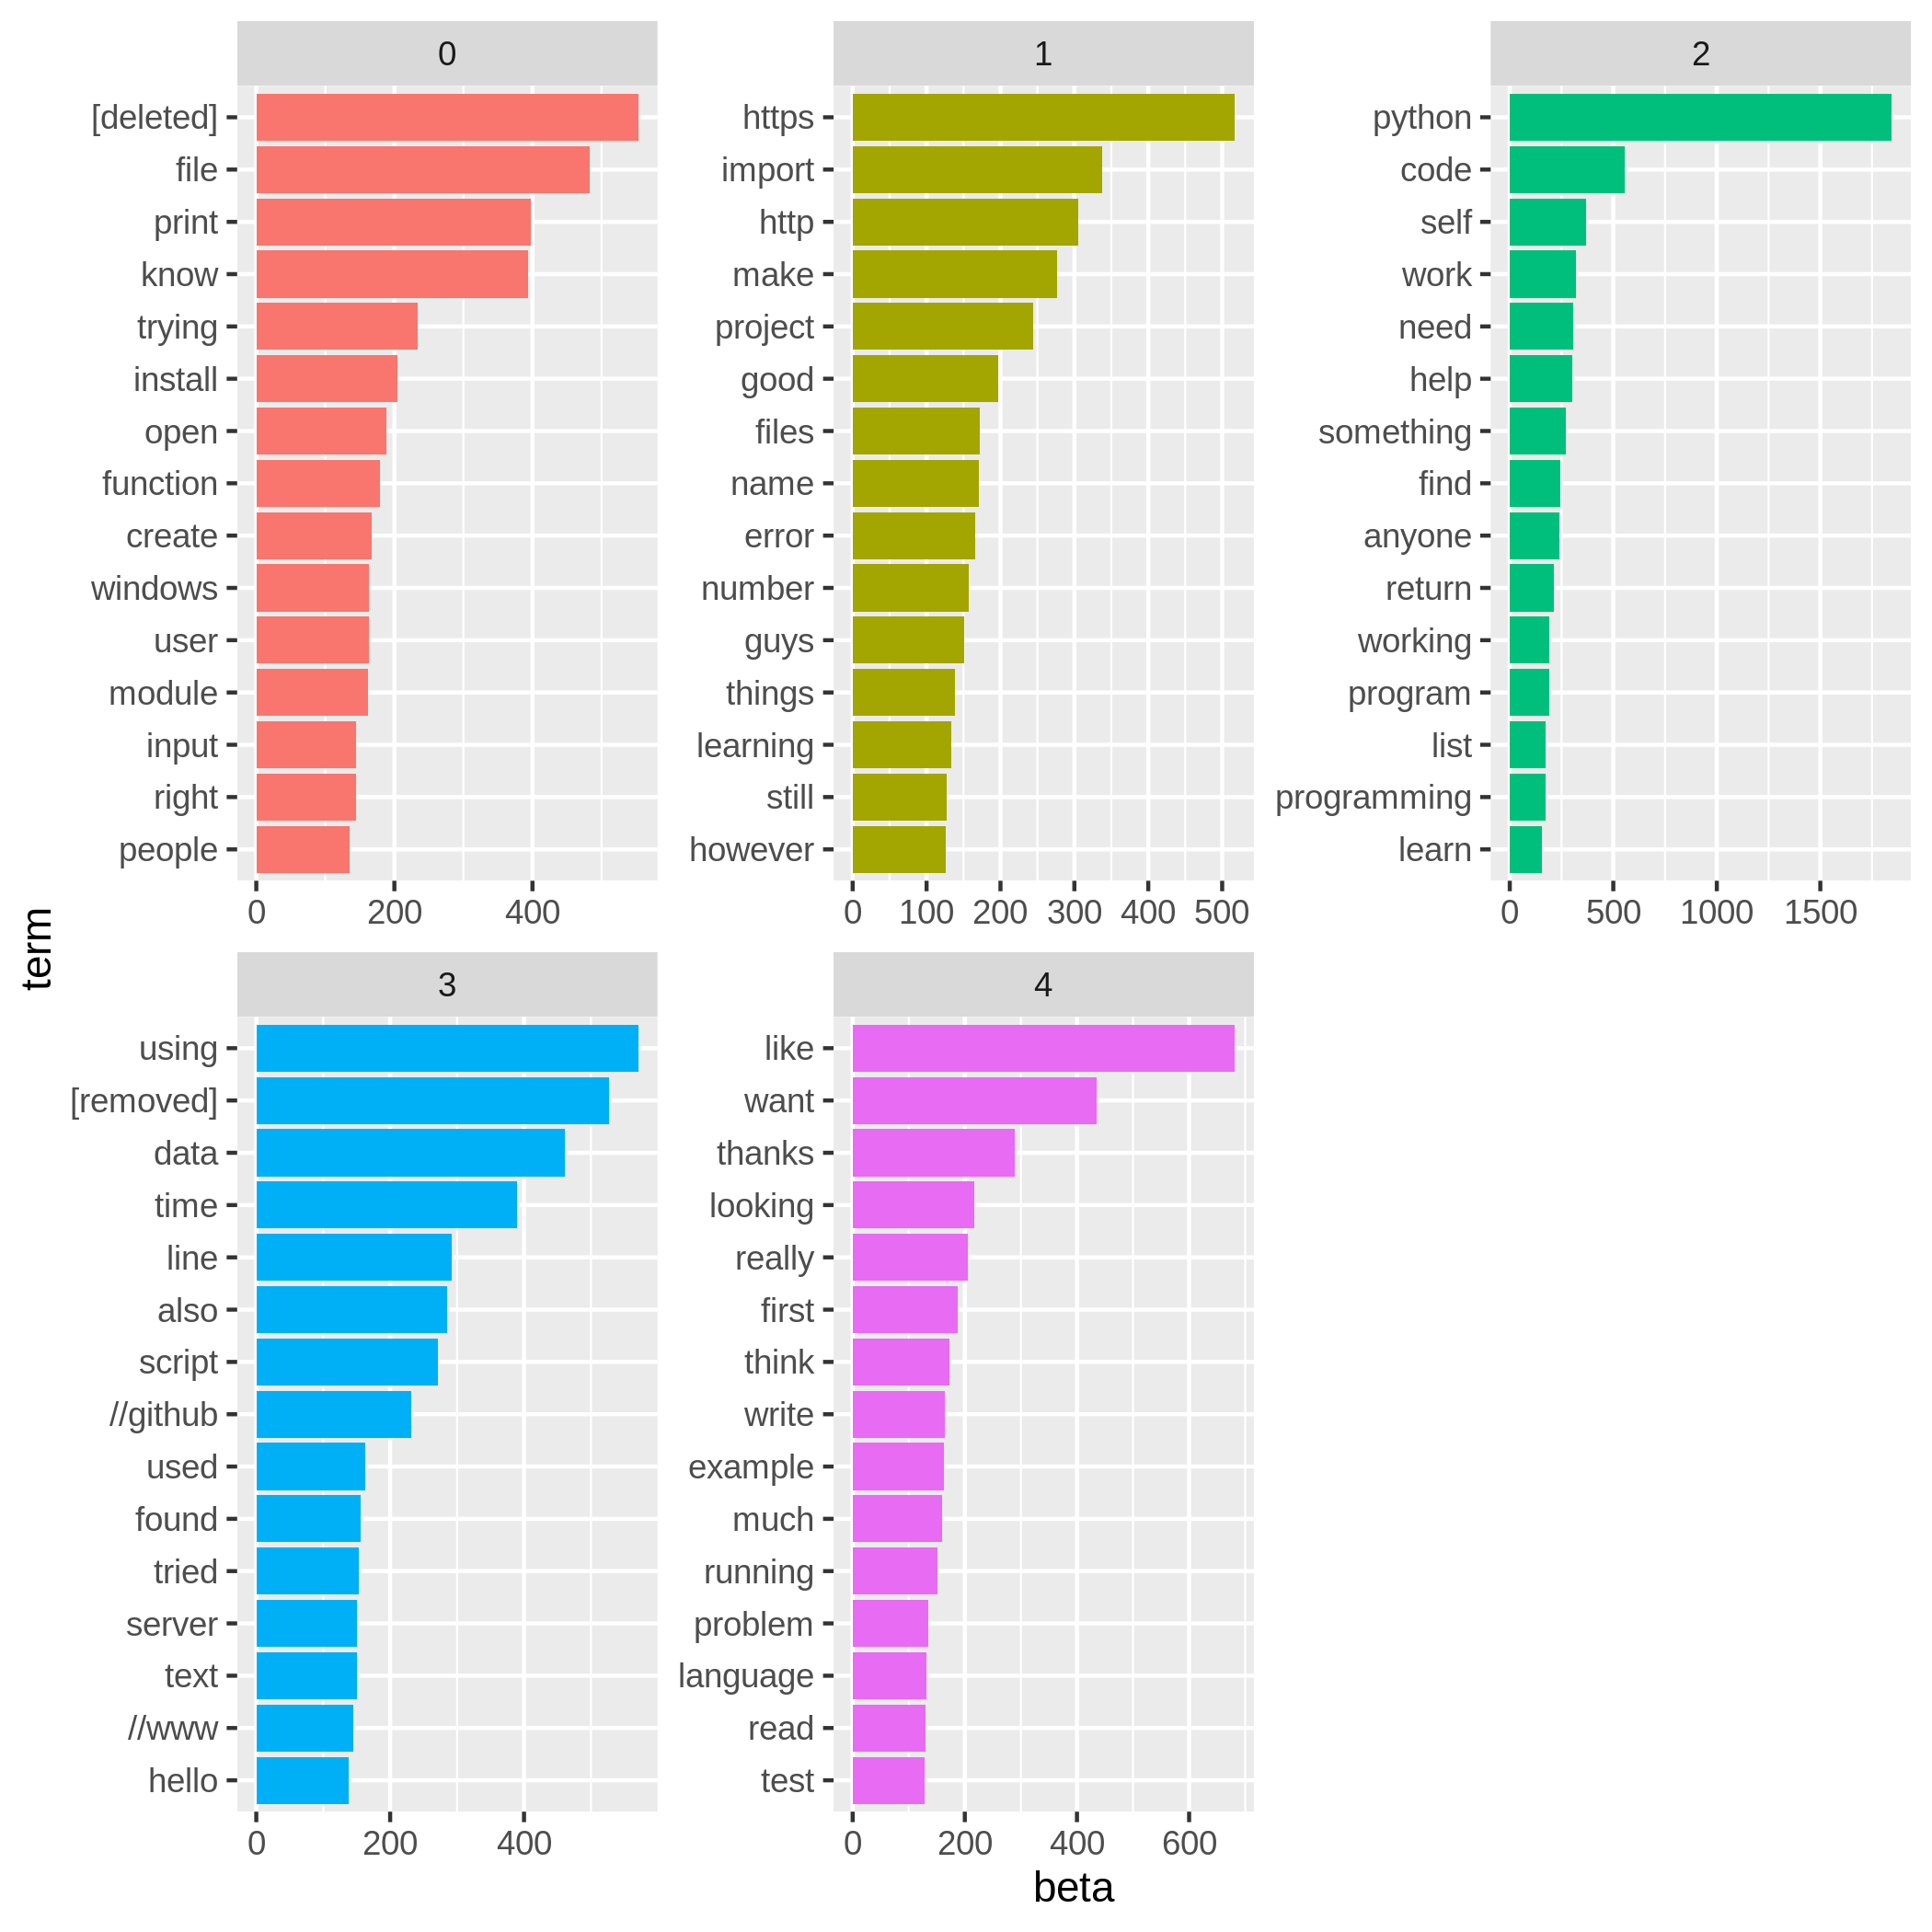 0
[deleted]
file
print
know
trying
install
open
function
create
windows
user
module
input
right
people
0 200 400
1
https
import
http
make
project
good
files
name
error
number
guys
things
learning
still
however
0 100 200 300 400 500
2
python
code
self
work
need
help
something
find
anyone
return
working
program
list
programming
learn
0 500 1000 1500
term
3
using
[removed]
data
time
line
also
script
//github
used
found
tried
server
text
//www
hello
0 200 400
4
like
want
thanks
looking
really
first
think
write
example
much
running
problem
language
read
test
0 200 400 600
beta